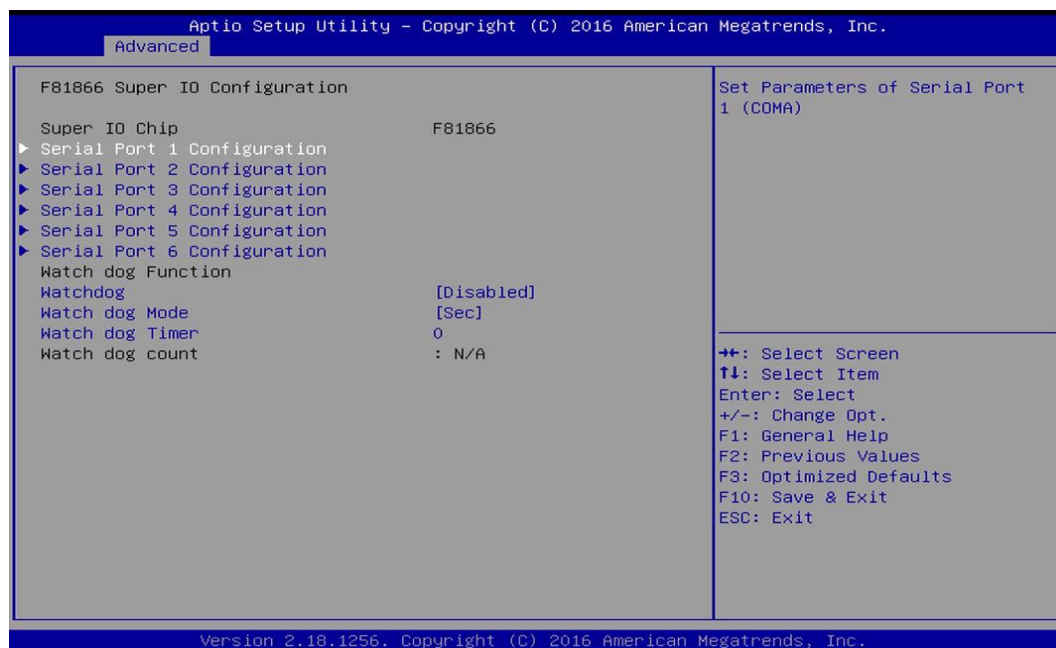 Aptio Setup Utility – Copyright (C) 2016 American Megatrends, Inc.
Advanced
F81866 Super IO Configuration
Super IO Chip F81866
Serial Port 1 Configuration
Serial Port 2 Configuration
Serial Port 3 Configuration
Serial Port 4 Configuration
Serial Port 5 Configuration
Serial Port 6 Configuration
Watch dog Function
Watchdog [Disabled]
Watch dog Mode [Sec]
Watch dog Timer 0
Watch dog count : N/A
Set Parameters of Serial Port
1 (COMA)
→←: Select Screen
↑↓: Select Item
Enter: Select
+/-: Change Opt.
F1: General Help
F2: Previous Values
F3: Optimized Defaults
F10: Save & Exit
ESC: Exit
Version 2.18.1256. Copyright (C) 2016 American Megatrends, Inc.